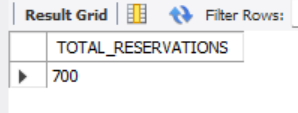 Result Grid Filter Rows:
TOTAL_RESERVATIONS
700